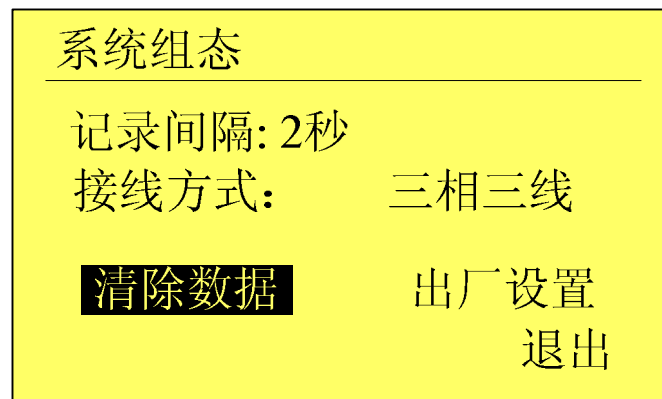 系统组态
记录间隔: 2秒
接线方式： 三相三线
清除数据 出厂设置
退出